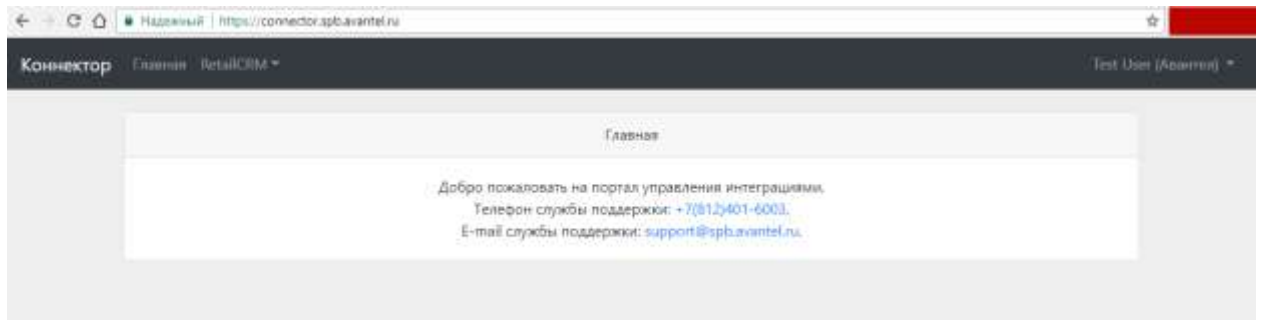 Надежный | https://connector.spb.avantel.ru
Коннектор Главная RetailCRM Test User (Авантел)
Главная
Добро пожаловать на портал управления интеграциями.
Телефон службы поддержки: +7(812)401-6003.
E-mail службы поддержки: support@spb.avantel.ru.